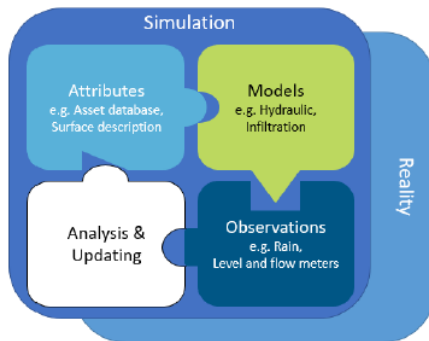 Simulation
Attributes
e.g. Asset database,
Surface description
Models
e.g. Hydraulic,
Infiltration
Analysis &
Updating
Observations
e.g. Rain,
Level and flow meters
Reality